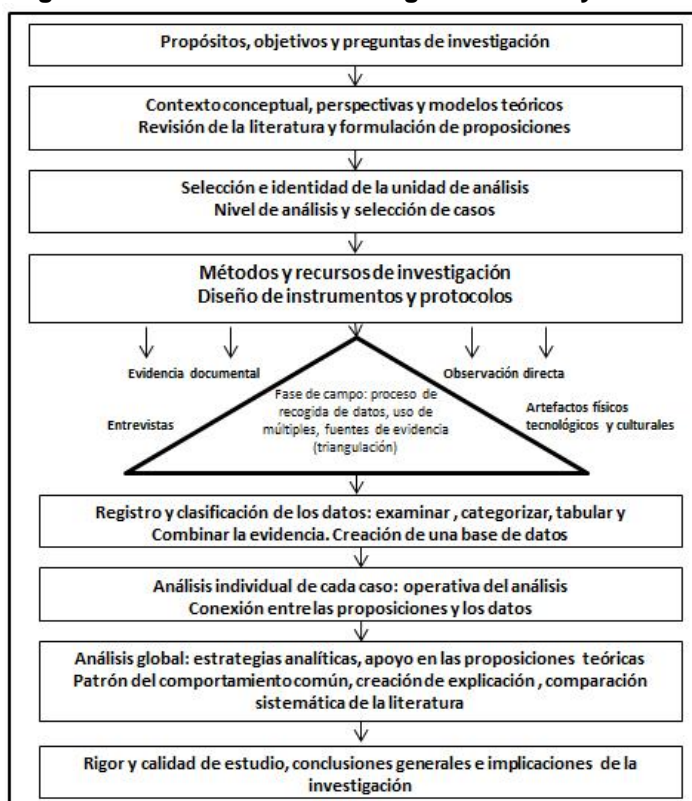 Propósitos, objetivos y preguntas de investigación
Contexto conceptual, perspectivas y modelos teóricos
Revisión de la literatura y formulación de proposiciones
Selección e identidad de la unidad de análisis
Nivel de análisis y selección de casos
Métodos y recursos de investigación
Diseño de instrumentos y protocolos
Evidencia documental
Observación directa
Entrevistas
Fase de campo: proceso de
recogida de datos, uso de
múltiples, fuentes de evidencia
(triangulación)
Artefactos físicos
tecnológicos y culturales
Registro y clasificación de los datos: examinar , categorizar, tabular y
Combinar la evidencia. Creación de una base de datos
Análisis individual de cada caso: operativa del análisis
Conexión entre las proposiciones y los datos
Análisis global: estrategias analíticas, apoyo en las proposiciones teóricas
Patrón del comportamiento común, creación de explicación , comparación
sistemática de la literatura
Rigor y calidad de estudio, conclusiones generales e implicaciones de la
investigación